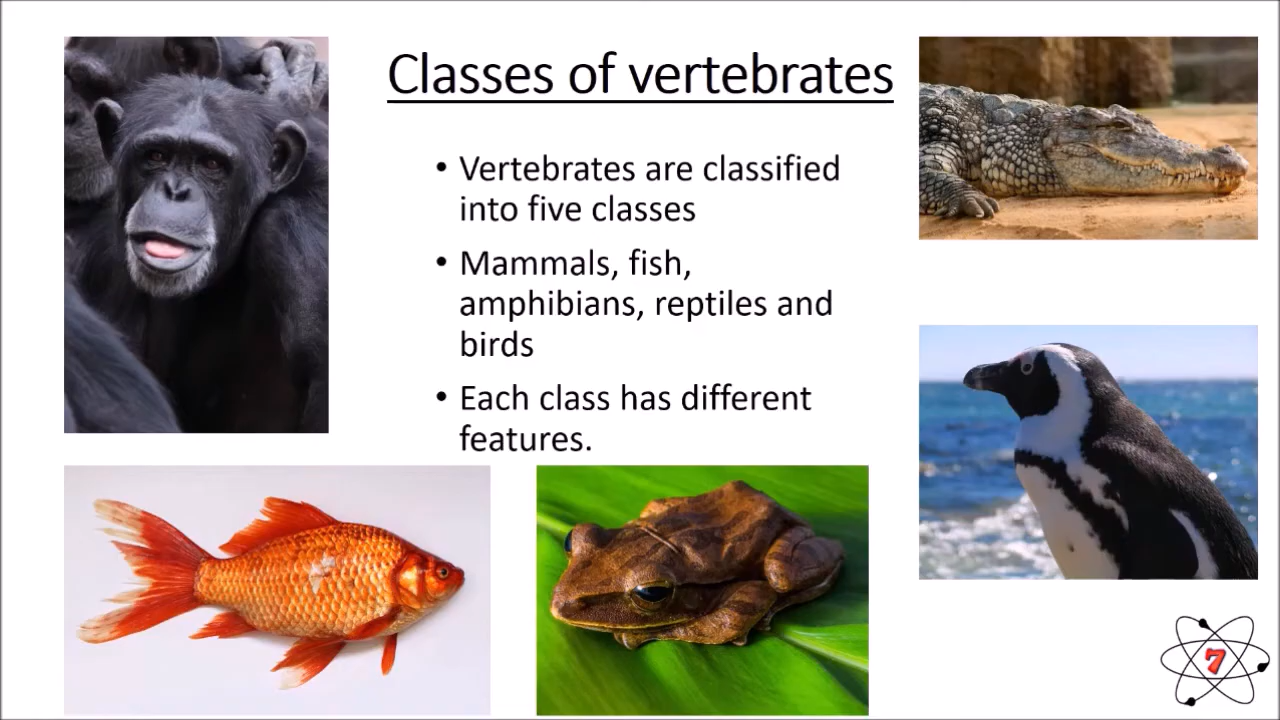 Classes of vertebrates
• Vertebrates are classified
into five classes
• Mammals, fish,
amphibians, reptiles and
birds
• Each class has different
features.
7